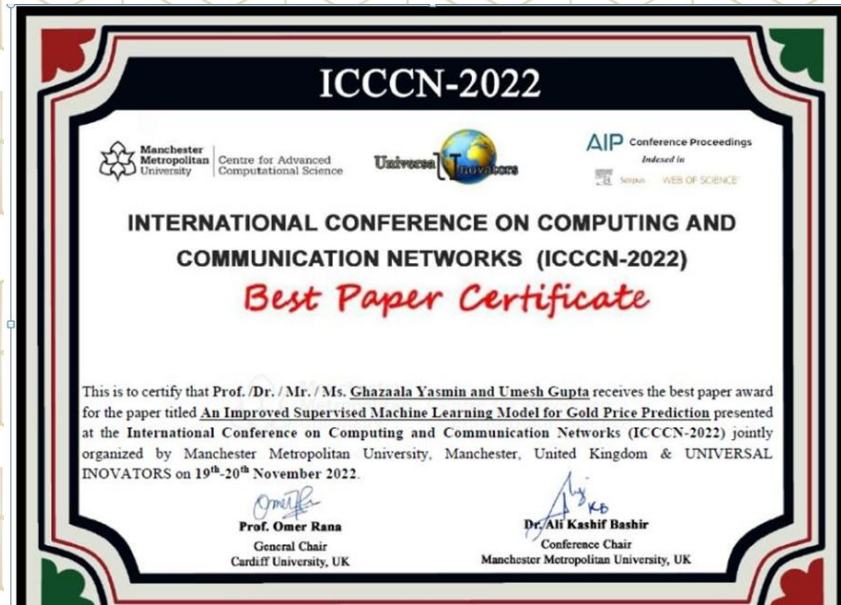 ICCCN-2022
Manchester
Metropolitan
University
Centre for Advanced
Computational Science
Universal Inovators
AIP Conference Proceedings
Indexed in
Scopus WEB OF SCIENCE
INTERNATIONAL CONFERENCE ON COMPUTING AND
COMMUNICATION NETWORKS (ICCCN-2022)
Best Paper Certificate
This is to certify that Prof. /Dr. / Mr. / Ms. Ghazaala Yasmin and Umesh Gupta receives the best paper award
for the paper titled An Improved Supervised Machine Learning Model for Gold Price Prediction presented
at the International Conference on Computing and Communication Networks (ICCCN-2022) jointly
organized by Manchester Metropolitan University, Manchester, United Kingdom & UNIVERSAL
INOVATORS on 19th-20th November 2022.
Prof. Omer Rana
General Chair
Cardiff University, UK
Dr. Ali Kashif Bashir
Conference Chair
Manchester Metropolitan University, UK